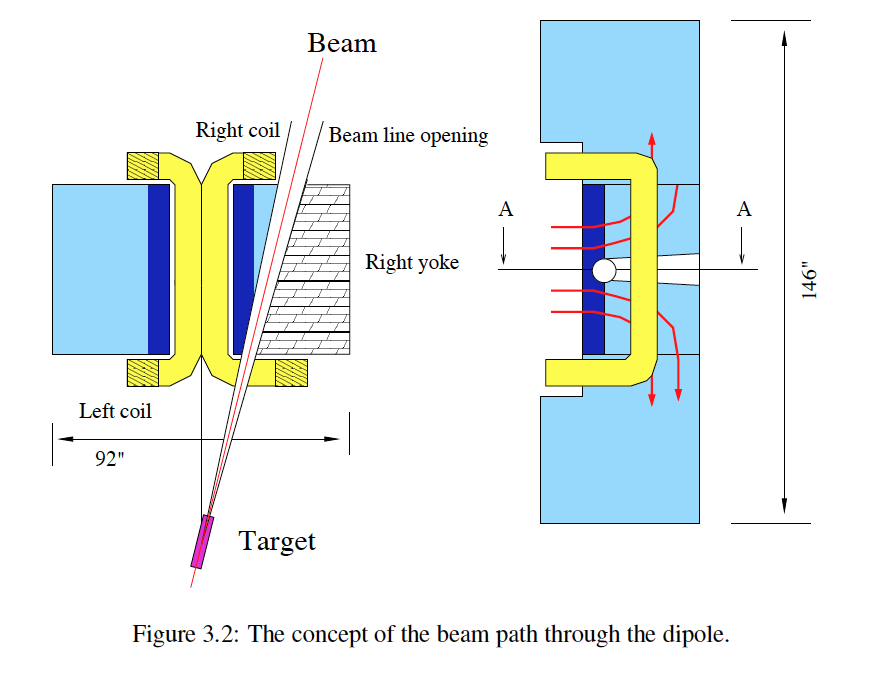 Beam
Right coil
Beam line opening
A
A
Right yoke
146"
Left coil
92"
Target
Figure 3.2: The concept of the beam path through the dipole.